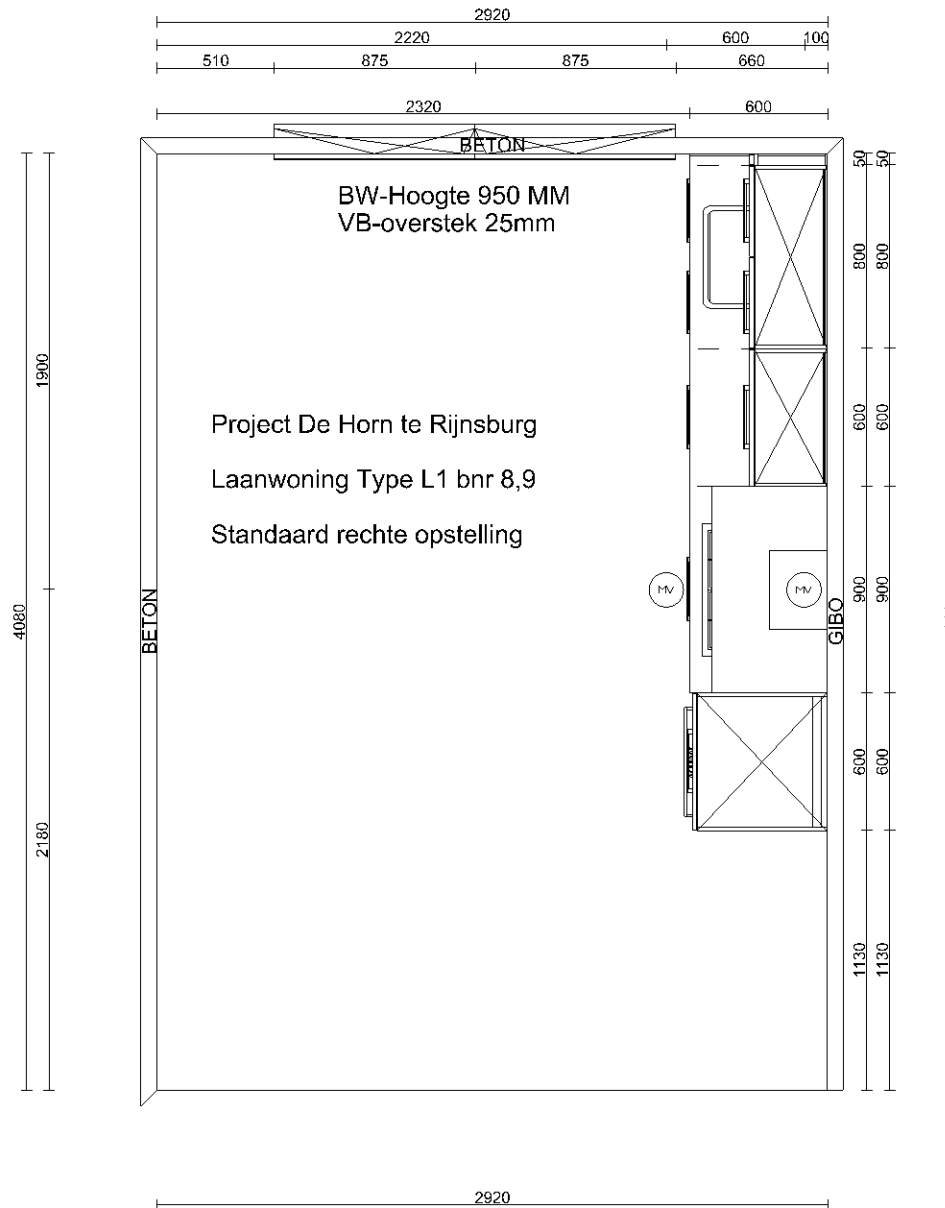 2920
2220 600 100
510 875 875 660
2320 600
BETON
BW-Hoogte 950 MM
VB-overstek 25mm
50 50
800 800
1900
600 600
Project De Horn te Rijnsburg
Laanwoning Type L1 bnr 8,9
Standaard rechte opstelling
MV MV
900 900
4080
BETON
GIBO
600 600
2180
1130 1130
2920